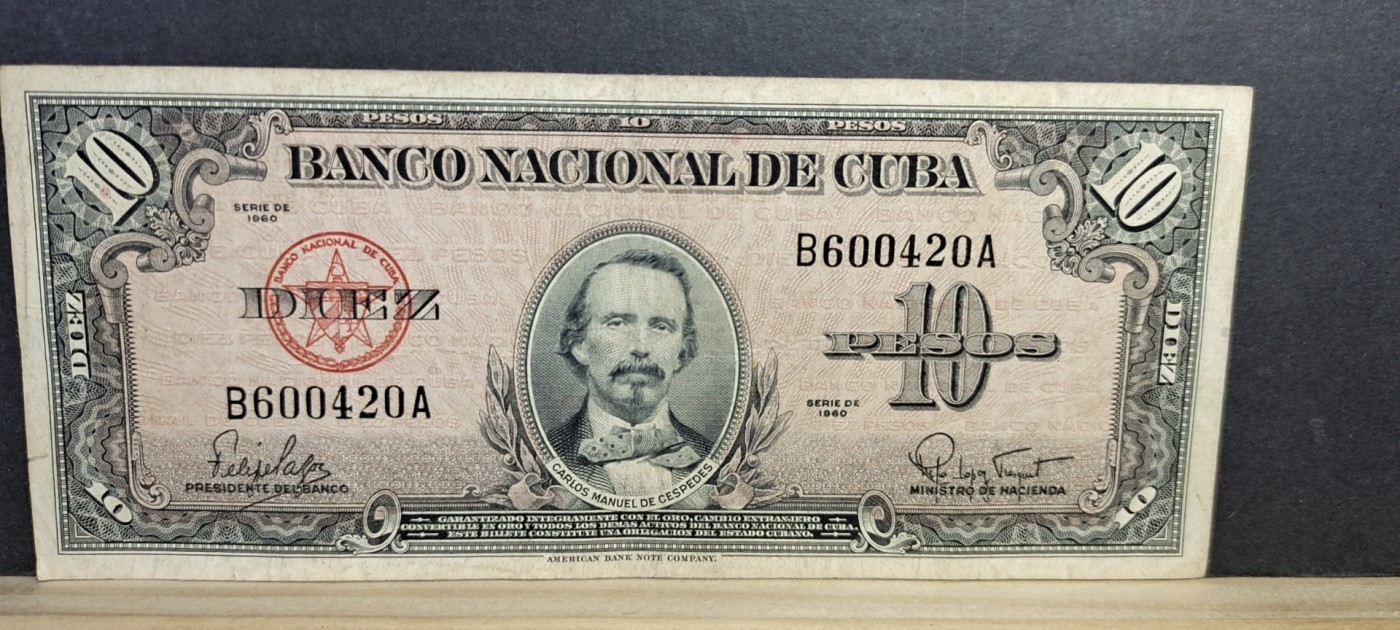 PESOS 10 PESOS
10
10
BANCO NACIONAL DE CUBA
SERIE DE
1960
B600420A
BANCO NACIONAL DE CUBA
DIEZ
10
PESOS
DIEZ
DIEZ
B600420A
SERIE DE
1960
Felipe Pazos
PRESIDENTE DEL BANCO
CARLOS MANUEL DE CESPEDES
MINISTRO DE HACIENDA
10
10
GARANTIZADO INTEGRAMENTE CON EL ORO, CAMBIO EXTRANJERO
CONVERTIBLE EN ORO Y TODOS LOS DEMAS ACTIVOS DEL BANCO NACIONAL DE CUBA.
ESTE BILLETE CONSTITUYE UNA OBLIGACION DEL ESTADO CUBANO.
AMERICAN BANK NOTE COMPANY.